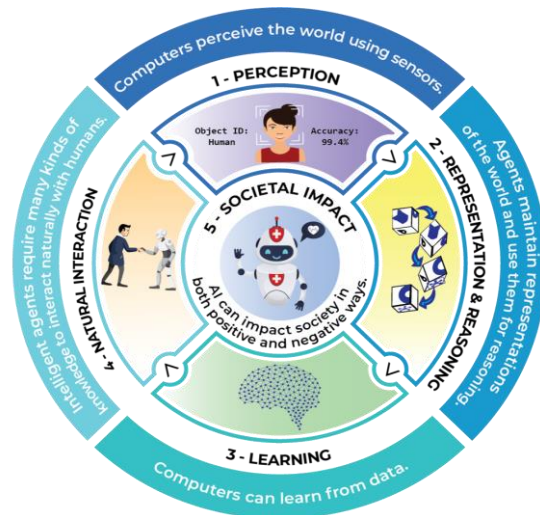 Computers perceive the world using sensors.
1 - PERCEPTION
Object ID:
Human
Accuracy:
99.4%
Agents maintain representations
of the world and use them for reasoning.
2 - REPRESENTATION & REASONING
Computers can learn from data.
3 - LEARNING
Intelligent agents require many kinds of
knowledge to interact naturally with humans.
4 - NATURAL INTERACTION
5 - SOCIETAL IMPACT
AI can impact society in
both positive and negative ways.